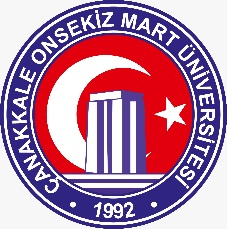 ÇANAKKALE ONSEKİZ MART ÜNİVERSİTESİ
• 1992 •